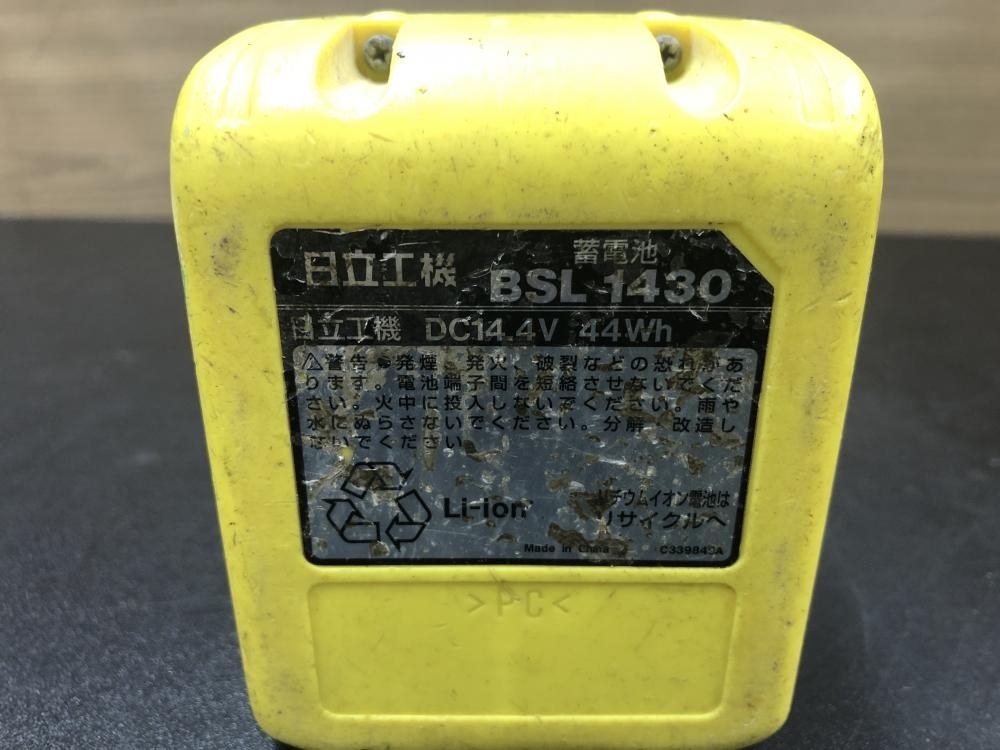 日立工機
蓄電池
BSL 1430
日立工機 DC14.4V 44Wh
⚠警告●発煙、発火、破裂などの恐れがあ
ります。電池端子間を短絡させないでくだ
さい。火中に投入しないでください。雨や
水にぬらさないでください。分解・改造し
ないでください。
Li-ion
リチウムイオン電池は
リサイクルへ
Made in China
>PC<